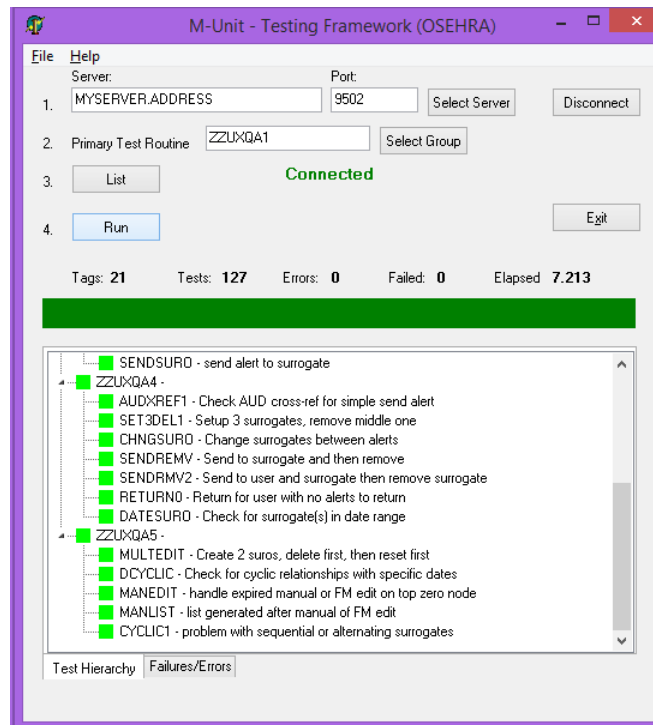 M-Unit - Testing Framework (OSEHRA)
File Help
Server: Port:
1. MYSERVER.ADDRESS 9502 Select Server Disconnect
2. Primary Test Routine ZZUXQA1 Select Group
3. List Connected
4. Run Exit
Tags: 21 Tests: 127 Errors: 0 Failed: 0 Elapsed 7.213
SENDSURO - send alert to surrogate
ZZUXQA4 -
AUDXREF1 - Check AUD cross-ref for simple send alert
SET3DEL1 - Setup 3 surrogates, remove middle one
CHNGSURO - Change surrogates between alerts
SENDREMV - Send to surrogate and then remove
SENDRMV2 - Send to user and surrogate then remove surrogate
RETURN0 - Return for user with no alerts to return
DATESURO - Check for surrogate(s) in date range
ZZUXQA5 -
MULTEDIT - Create 2 suros, delete first, then reset first
DCYCLIC - Check for cyclic relationships with specific dates
MANEDIT - handle expired manual or FM edit on top zero node
MANLIST - list generated after manual of FM edit
CYCLIC1 - problem with sequential or alternating surrogates
Test Hierarchy Failures/Errors